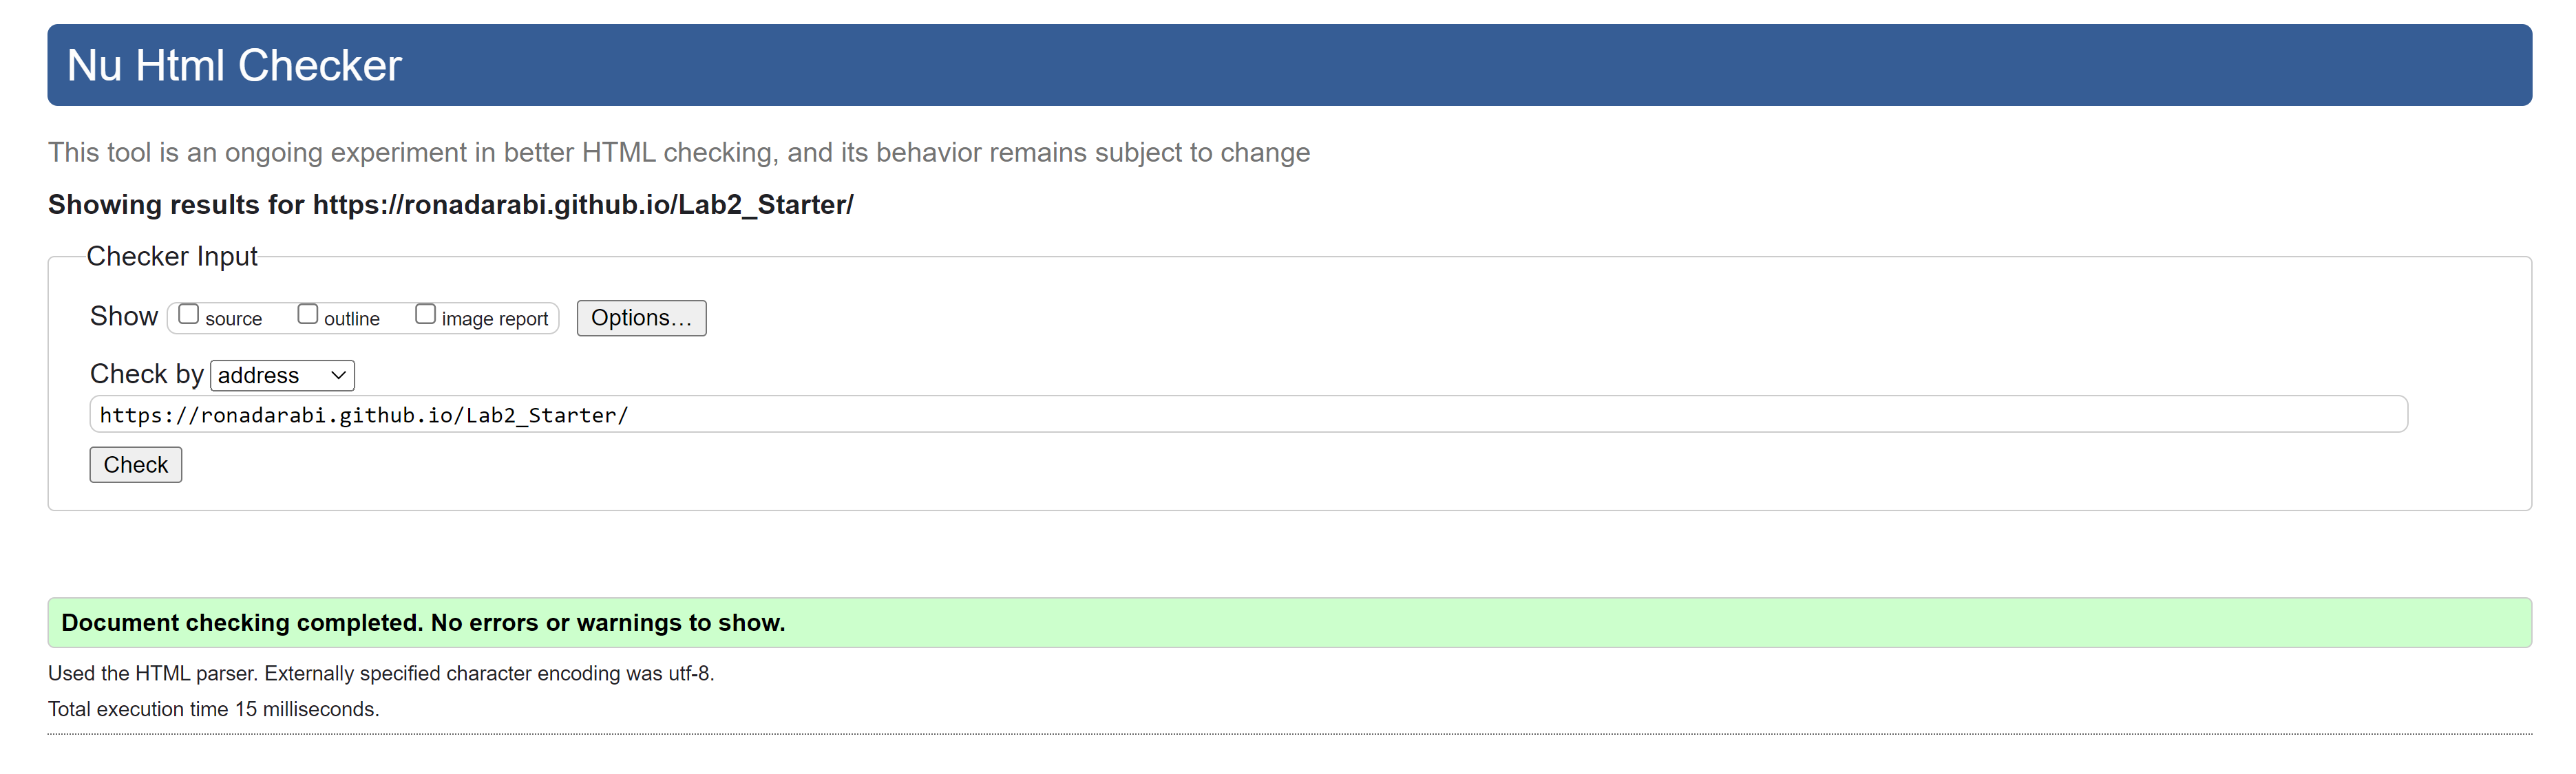 Nu Html Checker
This tool is an ongoing experiment in better HTML checking, and its behavior remains subject to change
Showing results for https://ronadarabi.github.io/Lab2_Starter/
Checker Input
Show source outline image report Options…
Check by address
https://ronadarabi.github.io/Lab2_Starter/
Check
Document checking completed. No errors or warnings to show.
Used the HTML parser. Externally specified character encoding was utf-8.
Total execution time 15 milliseconds.